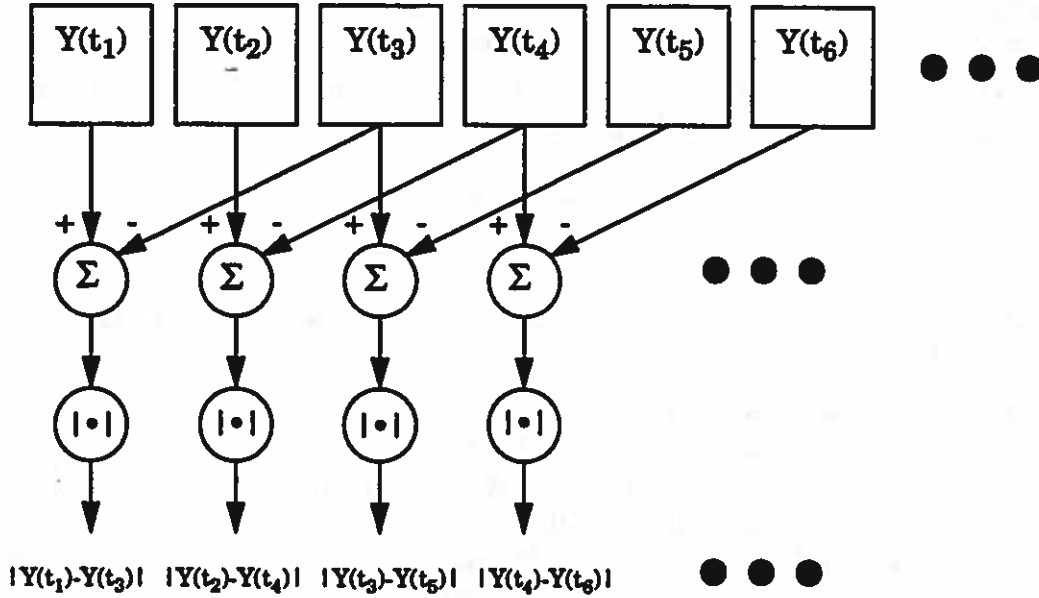 Y(t₁) Y(t₂) Y(t₃) Y(t₄) Y(t₅) Y(t₆)
+ - + - + - + -
Σ Σ Σ Σ
|•| |•| |•| |•|
|Y(t₁)-Y(t₃)| |Y(t₂)-Y(t₄)| |Y(t₃)-Y(t₅)| |Y(t₄)-Y(t₆)|